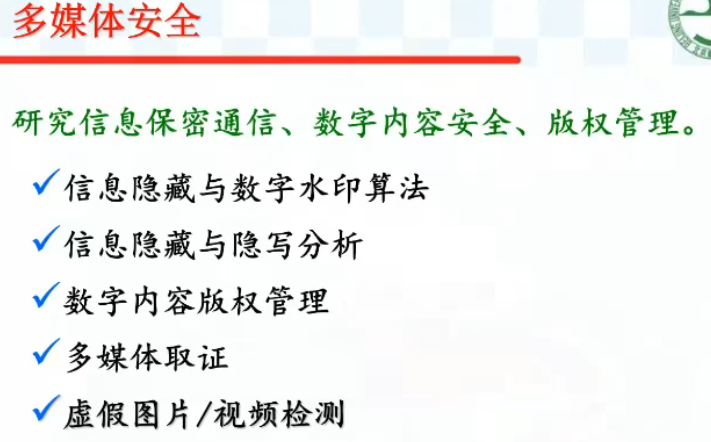 多媒体安全
研究信息保密通信、数字内容安全、版权管理。
✓信息隐藏与数字水印算法
✓信息隐藏与隐写分析
✓数字内容版权管理
✓多媒体取证
✓虚假图片/视频检测